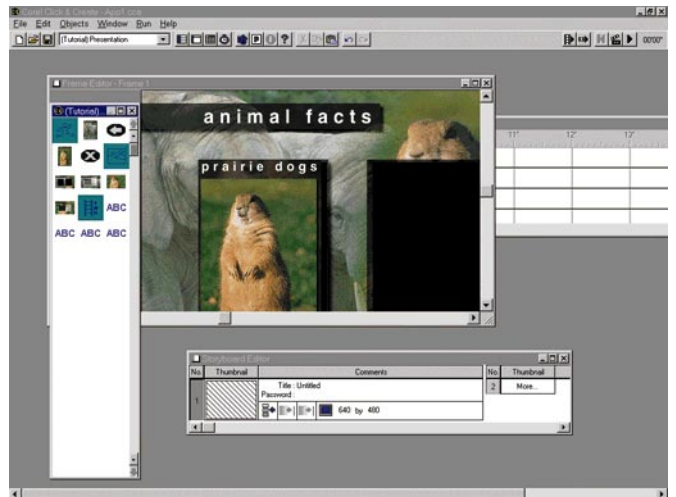 Corel Click & Create - App1.cce
File Edit Objects Window Run Help
(Tutorial) Presentation
00'00"
Frame Editor - Frame 1
(Tutorial)
animal facts
prairie dogs
11" 12" 13"
ABC
ABC ABC ABC
Storyboard Editor
No. Thumbnail Comments No. Thumbnail
1 Title : Untitled 2 More...
Password :
640 by 480